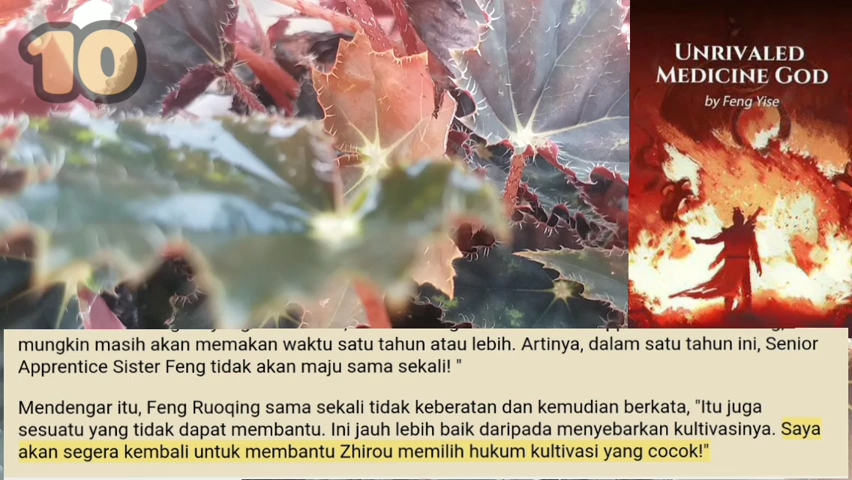 10
UNRIVALED
MEDICINE GOD
by Feng Yise
mungkin masih akan memakan waktu satu tahun atau lebih. Artinya, dalam satu tahun ini, Senior
Apprentice Sister Feng tidak akan maju sama sekali! "
Mendengar itu, Feng Ruoqing sama sekali tidak keberatan dan kemudian berkata, "Itu juga
sesuatu yang tidak dapat membantu. Ini jauh lebih baik daripada menyebarkan kultivasinya. Saya
akan segera kembali untuk membantu Zhirou memilih hukum kultivasi yang cocok!"